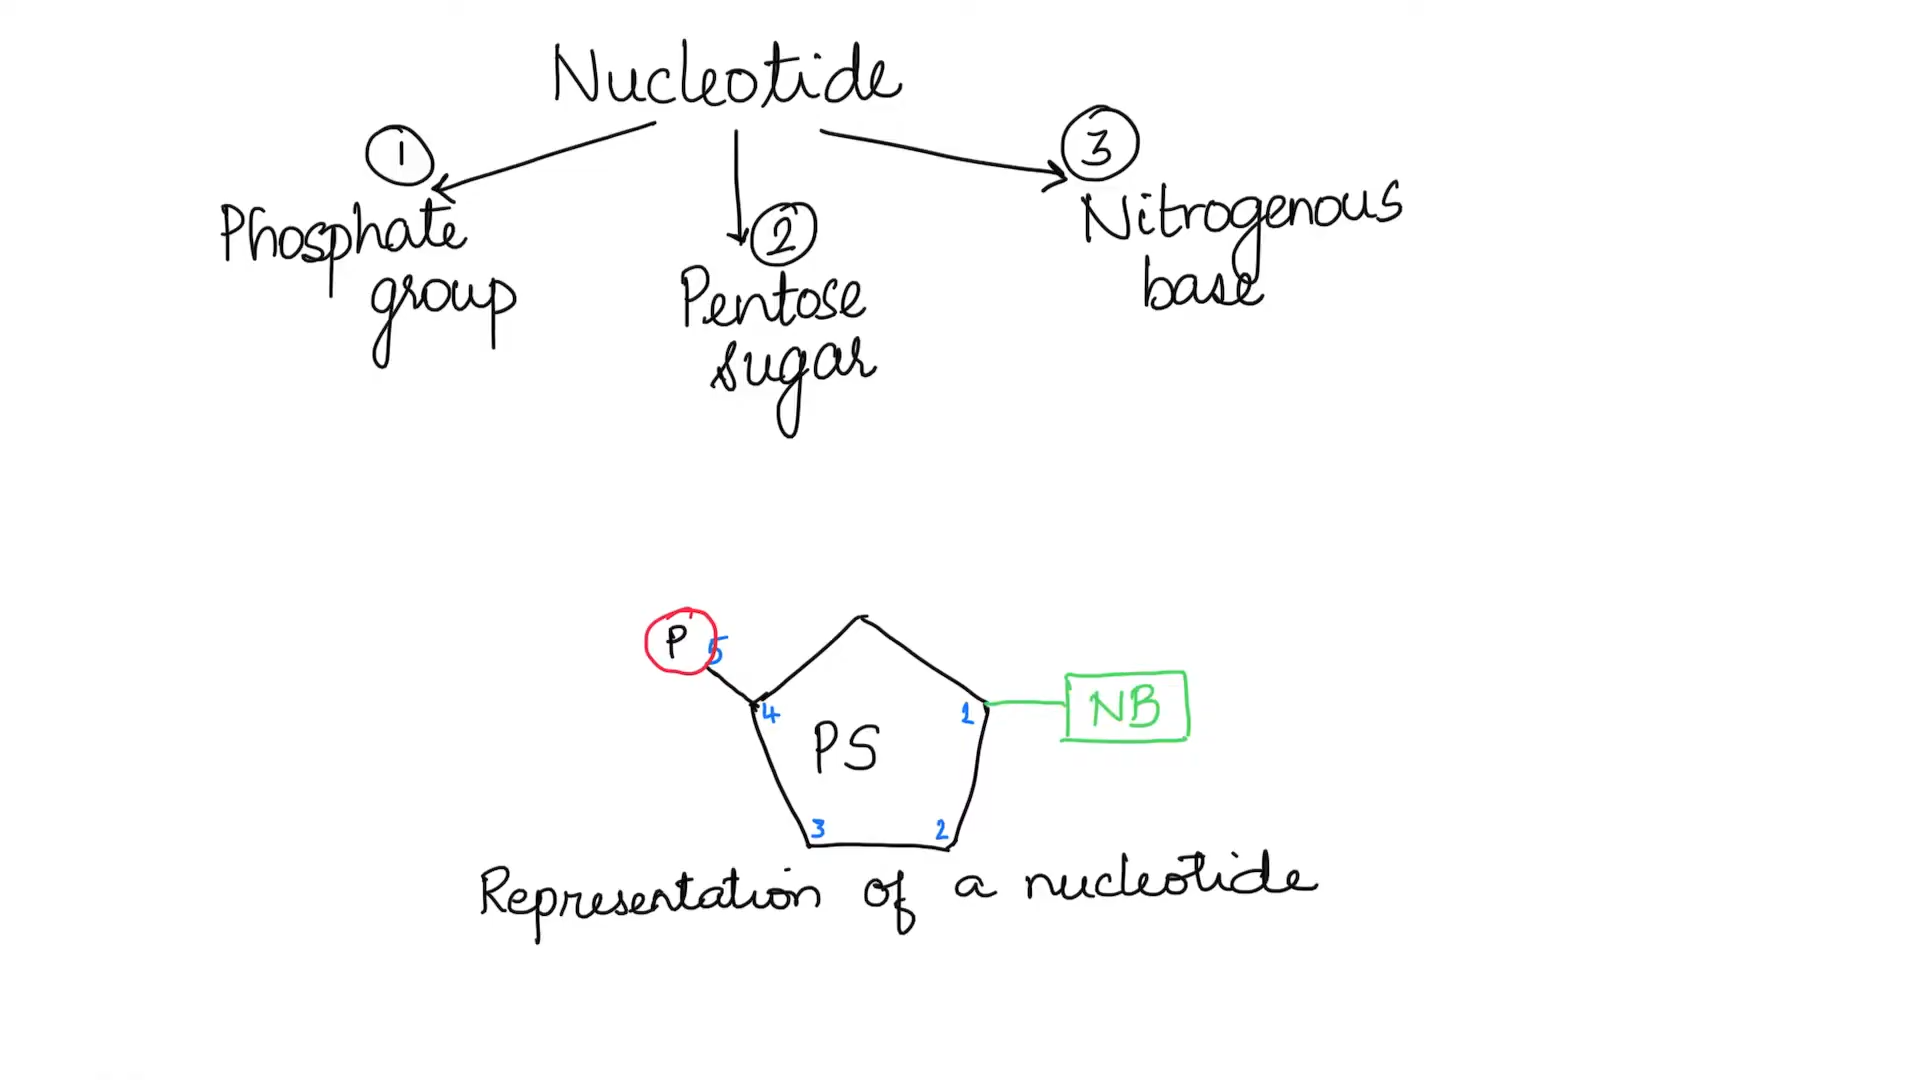 Nucleotide
1
Phosphate
group
2
Pentose
sugar
3
Nitrogenous
base
P
5
4
PS
1
NB
3
2
Representation of a nucleotide